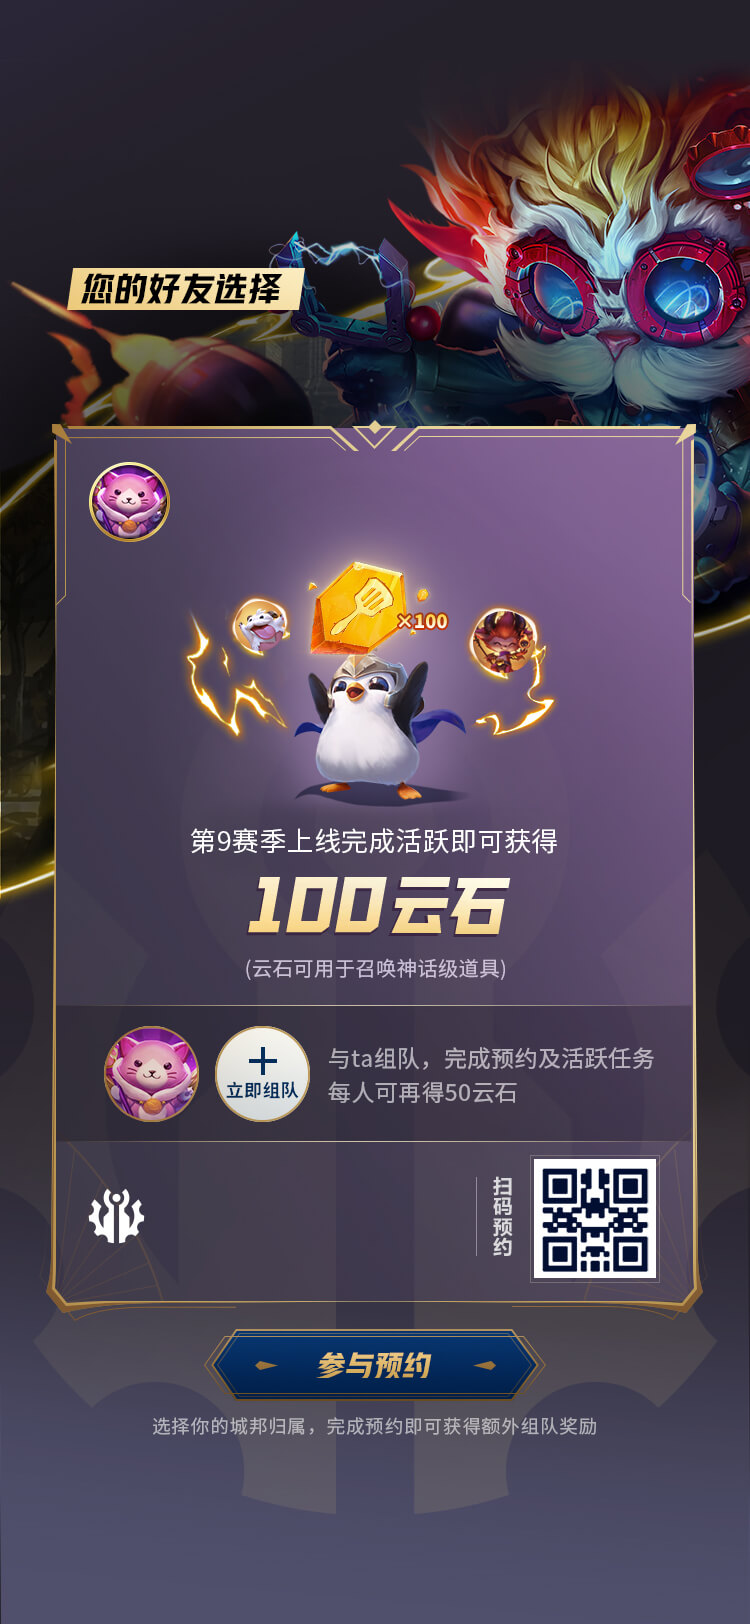 您的好友选择
×100
第9赛季上线完成活跃即可获得
100云石
(云石可用于召唤神话级道具)
立即组队
与ta组队，完成预约及活跃任务
每人可再得50云石
扫码预约
参与预约
选择你的城邦归属，完成预约即可获得额外组队奖励